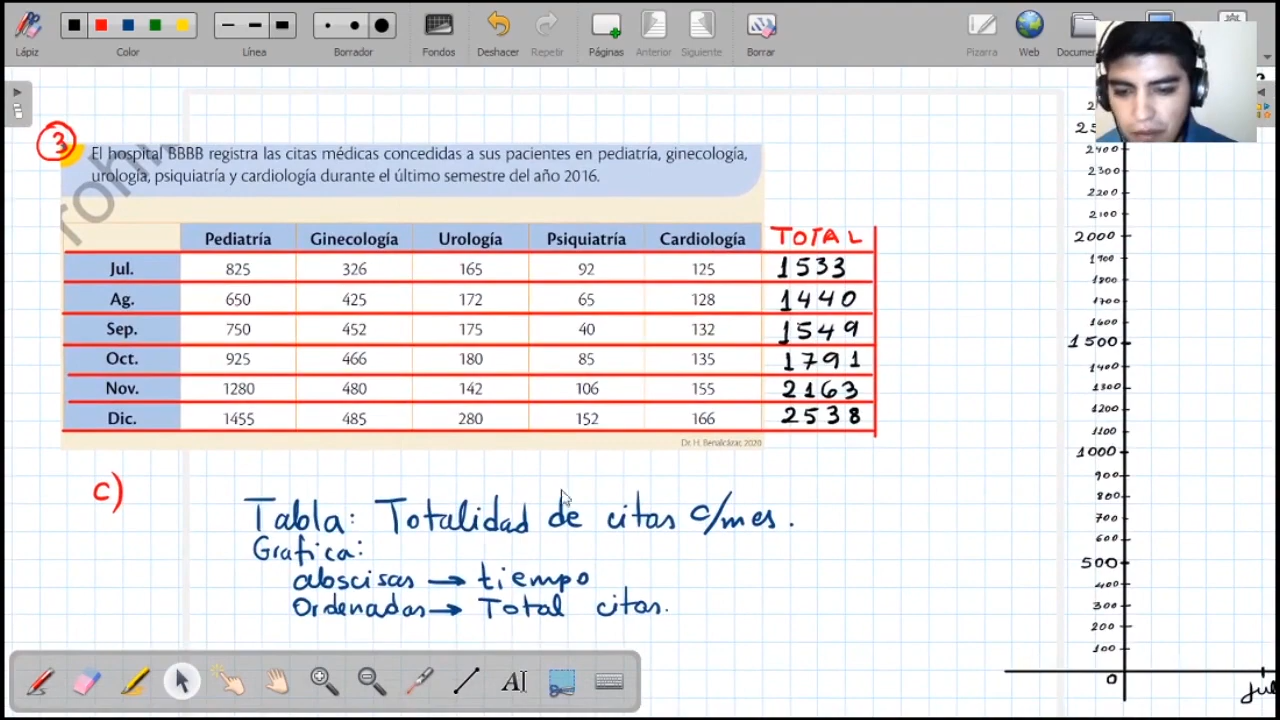 Lápiz Color Línea Borrador Fondos Deshacer Repetir Páginas Anterior Siguiente Borrar Pizarra Web
3
El hospital BBBB registra las citas médicas concedidas a sus pacientes en pediatría, ginecología,
urología, psiquiatría y cardiología durante el último semestre del año 2016.
Pediatría Ginecología Urología Psiquiatría Cardiología TOTAL
Jul. 825 326 165 92 125 1533
Ag. 650 425 172 65 128 1440
Sep. 750 452 175 40 132 1549
Oct. 925 466 180 85 135 1791
Nov. 1280 480 142 106 155 2163
Dic. 1455 485 280 152 166 2538
Dr. H. Benalcázar, 2020
c)
Tabla: Totalidad de citas c/mes.
Grafica:
abscisas → tiempo
Ordenadas → Total citas.
AI
2400
2300
2200
2100
2000
1900
1800
1700
1600
1500
1400
1300
1200
1100
1000
900
800
700
600
500
400
300
200
100
0
Jul